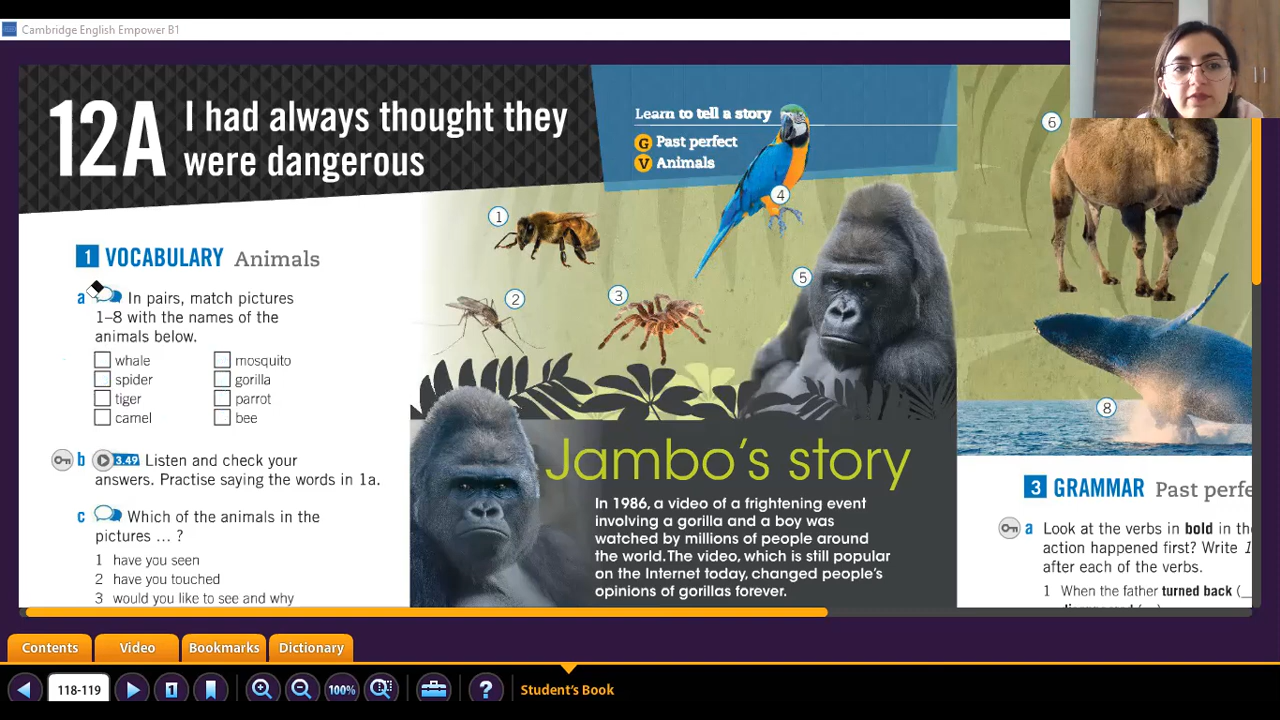 Cambridge English Empower B1
12A
I had always thought they
were dangerous
Learn to tell a story
G Past perfect
V Animals
1 VOCABULARY Animals
a In pairs, match pictures
1–8 with the names of the
animals below.
whale
mosquito
spider
gorilla
tiger
parrot
camel
bee
b 3.49 Listen and check your
answers. Practise saying the words in 1a.
c Which of the animals in the
pictures … ?
1 have you seen
2 have you touched
3 would you like to see and why
1
2
3
4
5
6
8
Jambo's story
In 1986, a video of a frightening event
involving a gorilla and a boy was
watched by millions of people around
the world. The video, which is still popular
on the Internet today, changed people's
opinions of gorillas forever.
3 GRAMMAR Past perfe
a Look at the verbs in bold in th
action happened first? Write 1
after each of the verbs.
1 When the father turned back (__
Contents
Video
Bookmarks
Dictionary
118-119
1
100%
?
Student's Book